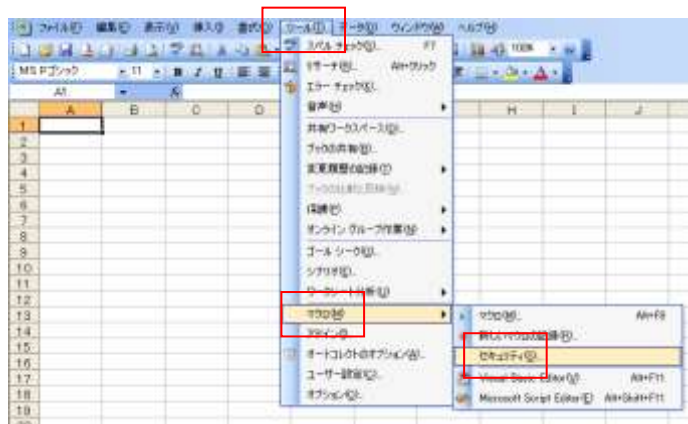 ファイル(F) 編集(E) 表示(V) 挿入(I) 書式(O) ツール(T) データ(D) ウィンドウ(W) ヘルプ(H)
100%
MS Pゴシック 11 B I U
A1 fx
A B C D H I J
1
2
3
4
5
6
7
8
9
10
11
12
13
14
15
16
17
18
19
スペル チェック(S)... F7
リサーチ(R)... Alt+クリック
エラー チェック(K)...
音声(H)
共有ワークスペース(D)...
ブックの共有(B)...
変更履歴の記録(T)
保護(P)
オンライン グループ作業(N)
ゴール シーク(G)...
シナリオ(E)...
ワークシート分析(U)
マクロ(M)
アドイン(I)...
オートコレクトのオプション(A)...
ユーザー設定(C)...
オプション(O)...
マクロ(M)... Alt+F8
新しいマクロの記録(R)...
セキュリティ(S)...
Visual Basic Editor(V) Alt+F11
Microsoft Script Editor(E) Alt+Shift+F11